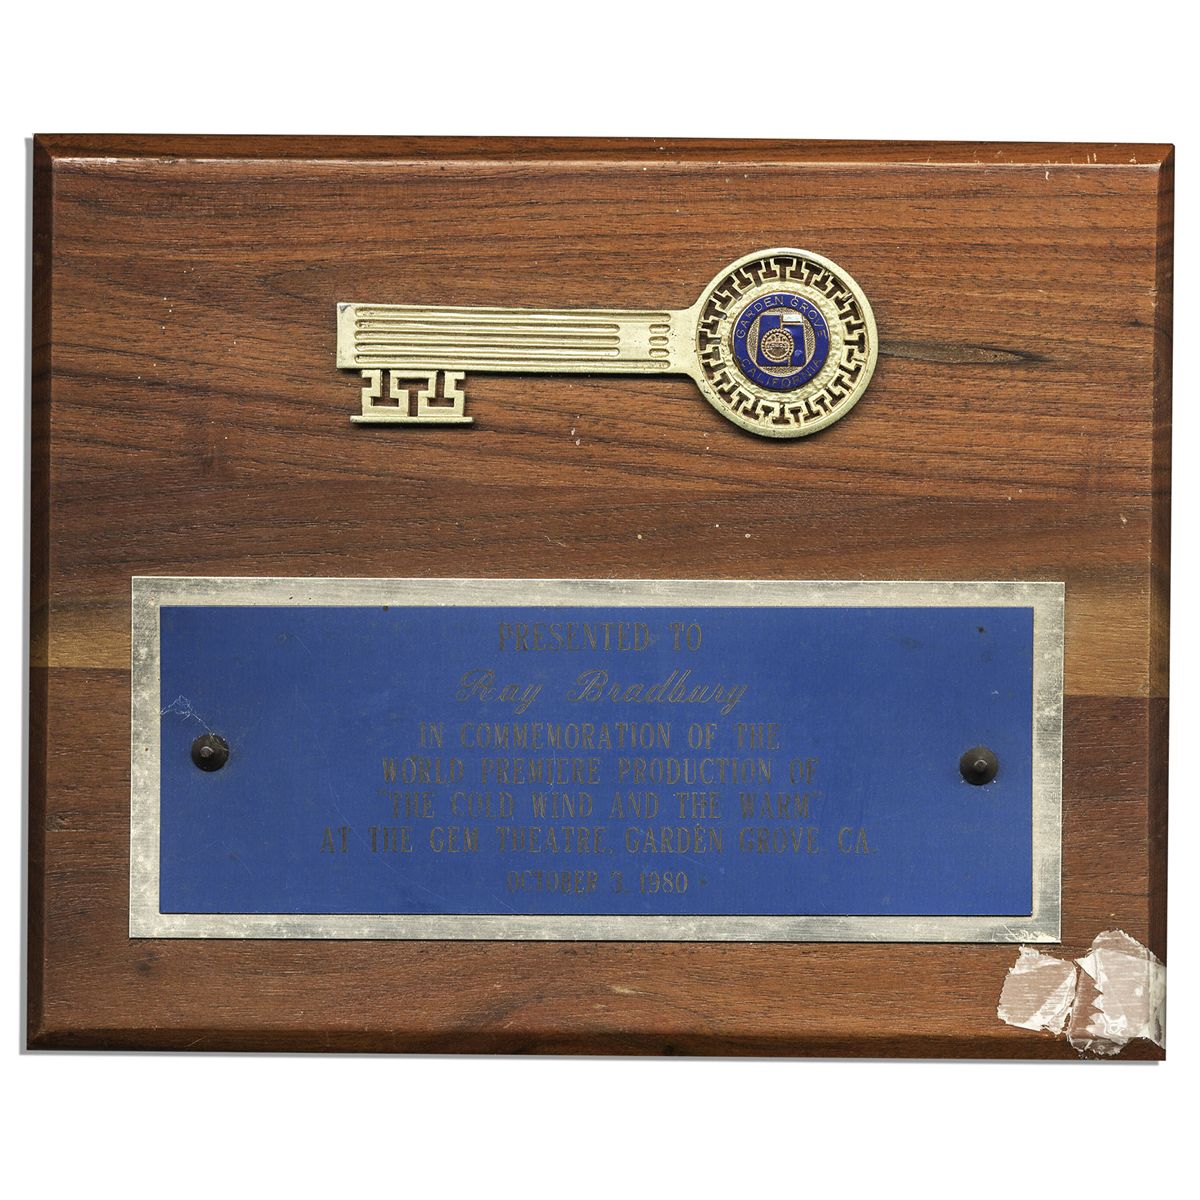 GARDEN GROVE
CALIFORNIA
PRESENTED TO
Ray Bradbury
IN COMMEMORATION OF THE
WORLD PREMIERE PRODUCTION OF
"THE COLD WIND AND THE WARM"
AT THE GEM THEATRE, GARDEN GROVE, CA.
OCTOBER 3, 1980